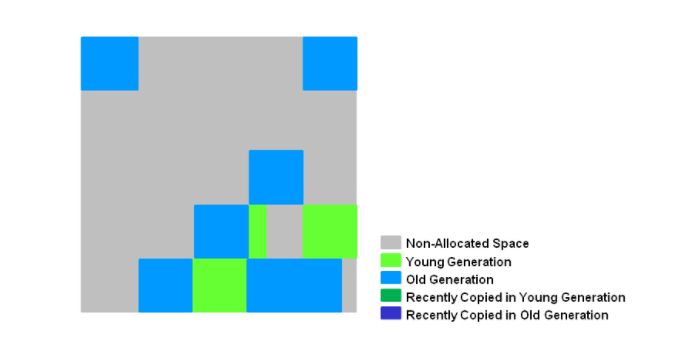 Non-Allocated Space
Young Generation
Old Generation
Recently Copied in Young Generation
Recently Copied in Old Generation